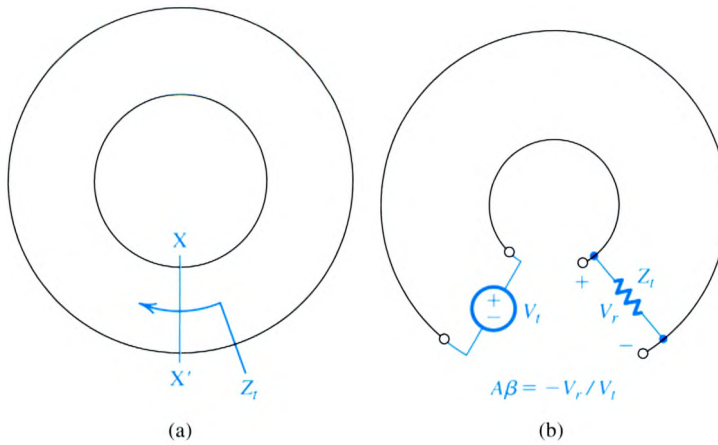 X
X'
Z_t
(a)
+
−
V_t
+
Z_t
V_r
−
Aβ = −V_r / V_t
(b)